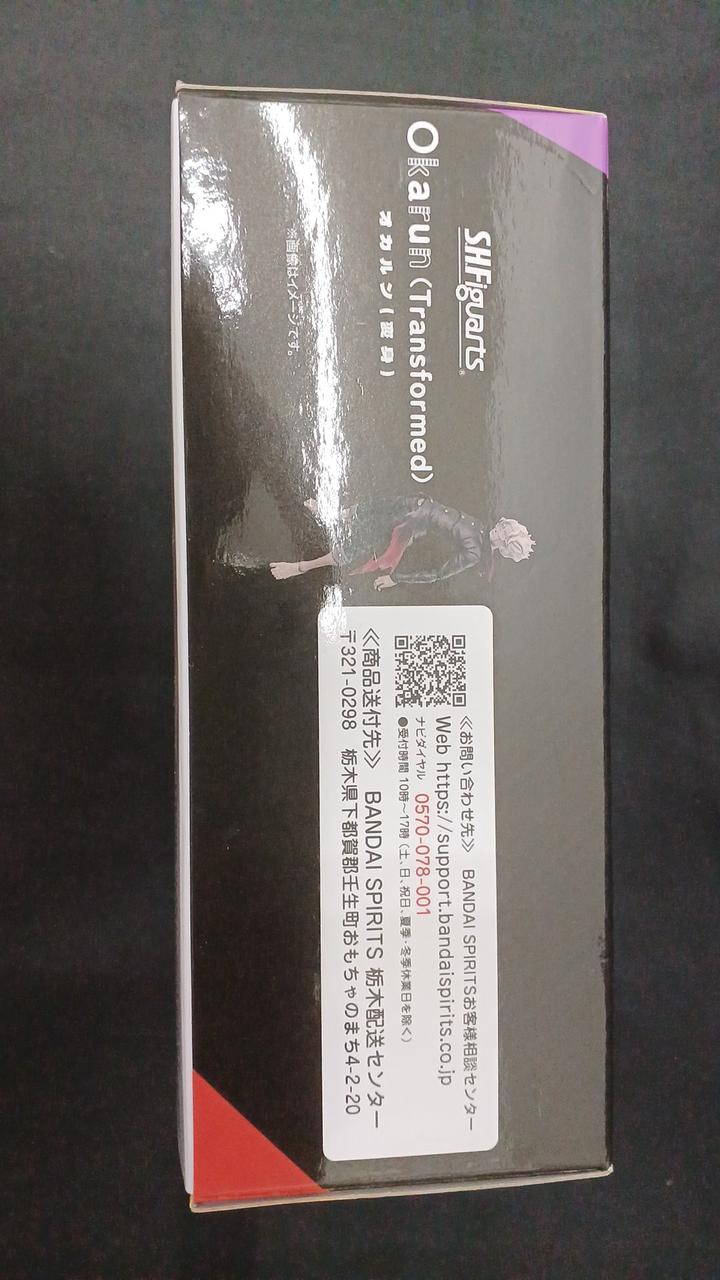 S.H.Figuarts®
Okarun (Transformed)
オカルン(変身)
※画像はイメージです。
≪お問い合わせ先≫ BANDAI SPIRITSお客様相談センター
Web https://support.bandaispirits.co.jp
ナビダイヤル 0570-078-001
●受付時間 10時~17時(土、日、祝日、夏季・冬季休業日を除く)
≪商品送付先≫ BANDAI SPIRITS 栃木配送センター
〒321-0298 栃木県下都賀郡壬生町おもちゃのまち4-2-20